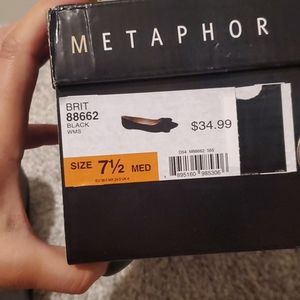 METAPHOR
BRIT
88662
BLACK
WMS
$34.99
SIZE 7½ MED